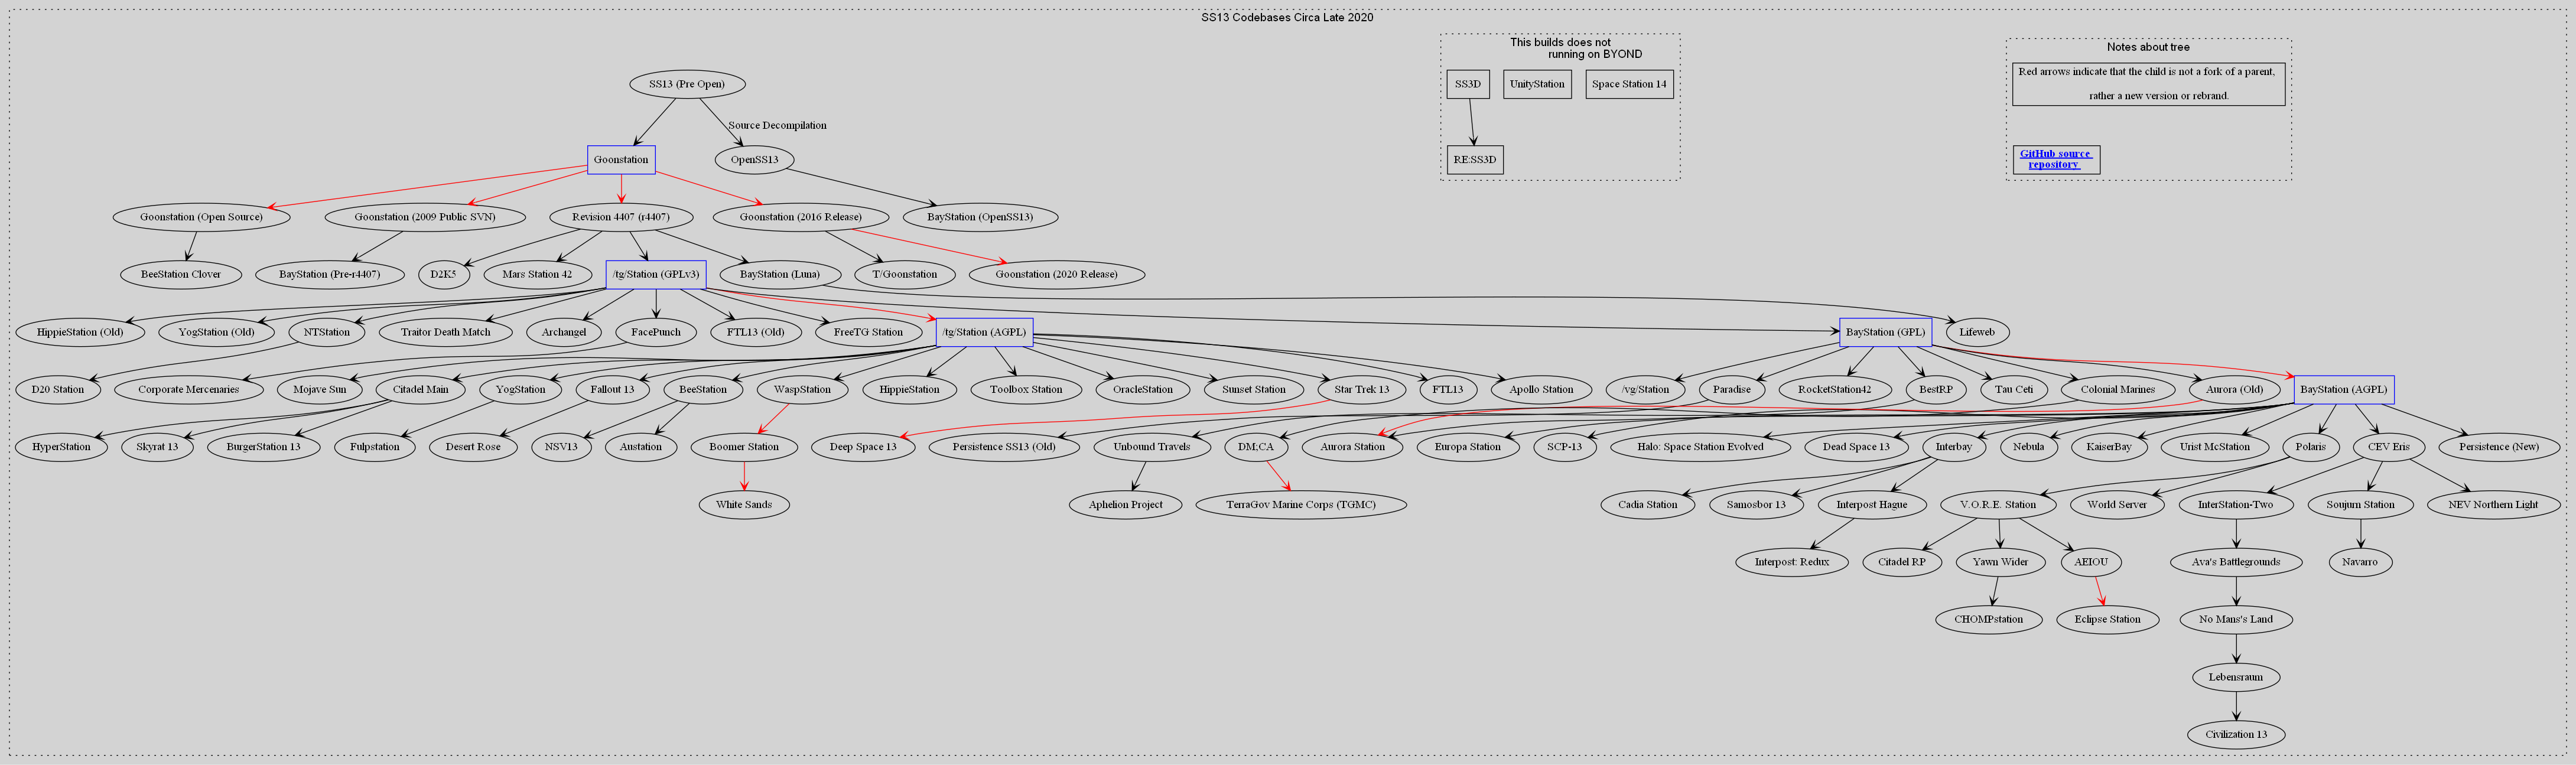 SS13 Codebases Circa Late 2020
This builds does not
running on BYOND
Notes about tree
SS13 (Pre Open)
SS3D
UnityStation
Space Station 14
Red arrows indicate that the child is not a fork of a parent,
rather a new version or rebrand.
Source Decompilation
Goonstation
OpenSS13
RE:SS3D
GitHub source
repository
Goonstation (Open Source)
Goonstation (2009 Public SVN)
Revision 4407 (r4407)
Goonstation (2016 Release)
BayStation (OpenSS13)
BeeStation Clover
BayStation (Pre-r4407)
D2K5
Mars Station 42
/tg/Station (GPLv3)
BayStation (Luna)
T/Goonstation
Goonstation (2020 Release)
HippieStation (Old)
YogStation (Old)
NTStation
Traitor Death Match
Archangel
FacePunch
FTL13 (Old)
FreeTG Station
/tg/Station (AGPL)
BayStation (GPL)
Lifeweb
D20 Station
Corporate Mercenaries
Mojave Sun
Citadel Main
YogStation
Fallout 13
BeeStation
WaspStation
HippieStation
Toolbox Station
OracleStation
Sunset Station
Star Trek 13
FTL13
Apollo Station
/vg/Station
Paradise
RocketStation42
BestRP
Tau Ceti
Colonial Marines
Aurora (Old)
BayStation (AGPL)
HyperStation
Skyrat 13
BurgerStation 13
Fulpstation
Desert Rose
NSV13
Austation
Boomer Station
Deep Space 13
Persistence SS13 (Old)
Unbound Travels
DM;CA
Aurora Station
Europa Station
SCP-13
Halo: Space Station Evolved
Dead Space 13
Interbay
Nebula
KaiserBay
Urist McStation
Polaris
CEV Eris
Persistence (New)
White Sands
Aphelion Project
TerraGov Marine Corps (TGMC)
Cadia Station
Samosbor 13
Interpost Hague
V.O.R.E. Station
World Server
InterStation-Two
Soujurn Station
NEV Northern Light
Interpost: Redux
Citadel RP
Yawn Wider
AEIOU
Ava's Battlegrounds
Navarro
CHOMPstation
Eclipse Station
No Mans's Land
Lebensraum
Civilization 13